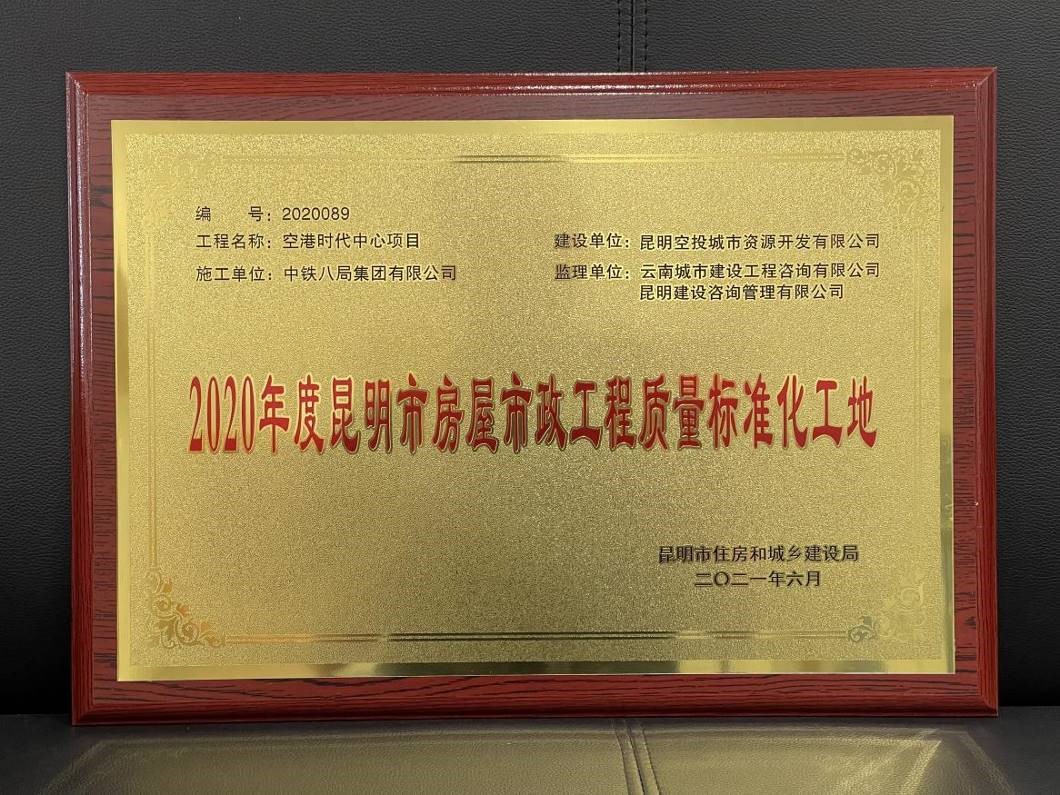 编　　号：2020089
工程名称：空港时代中心项目
建设单位：昆明空投城市资源开发有限公司
施工单位：中铁八局集团有限公司
监理单位：云南城市建设工程咨询有限公司
昆明建设咨询管理有限公司
2020年度昆明市房屋市政工程质量标准化工地
昆明市住房和城乡建设局
二〇二一年六月